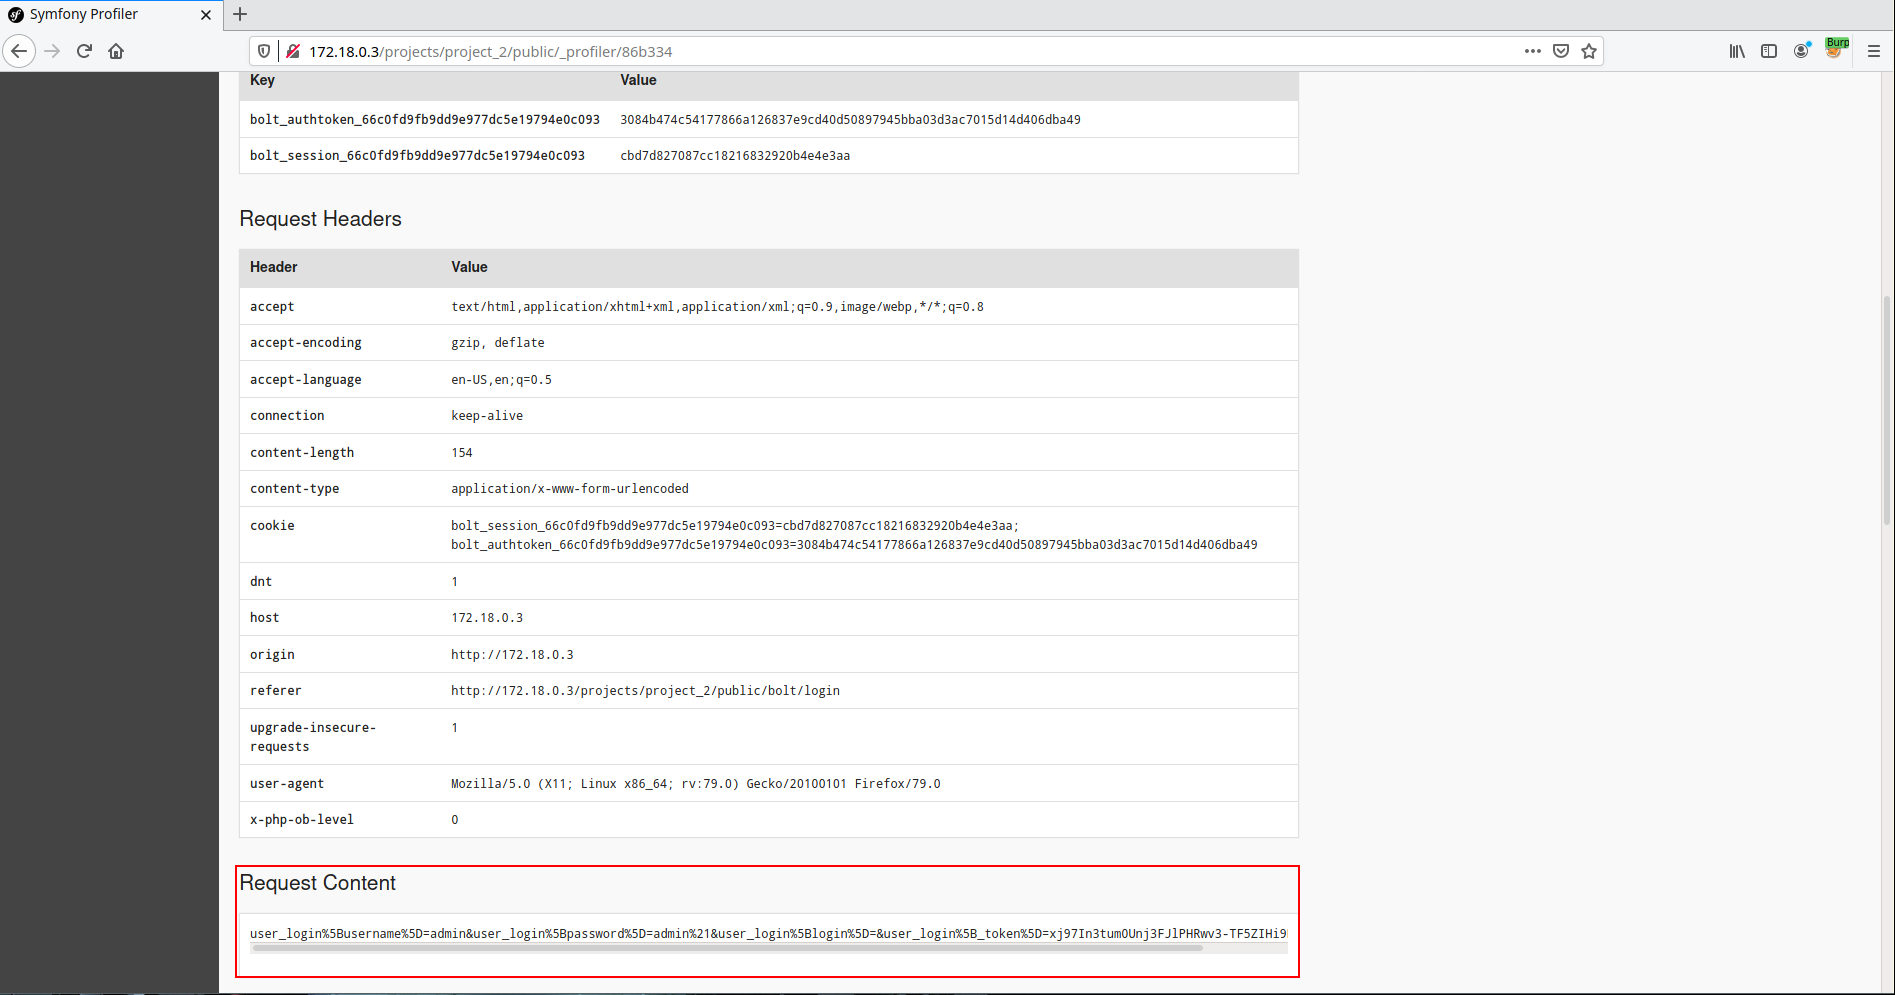 Symfony Profiler
172.18.0.3/projects/project_2/public/_profiler/86b334
Burp
Key Value
bolt_authtoken_66c0fd9fb9dd9e977dc5e19794e0c093 3084b474c54177866a126837e9cd40d50897945bba03d3ac7015d14d406dba49
bolt_session_66c0fd9fb9dd9e977dc5e19794e0c093 cbd7d827087cc18216832920b4e4e3aa
Request Headers
Header Value
accept text/html,application/xhtml+xml,application/xml;q=0.9,image/webp,*/*;q=0.8
accept-encoding gzip, deflate
accept-language en-US,en;q=0.5
connection keep-alive
content-length 154
content-type application/x-www-form-urlencoded
cookie bolt_session_66c0fd9fb9dd9e977dc5e19794e0c093=cbd7d827087cc18216832920b4e4e3aa;
bolt_authtoken_66c0fd9fb9dd9e977dc5e19794e0c093=3084b474c54177866a126837e9cd40d50897945bba03d3ac7015d14d406dba49
dnt 1
host 172.18.0.3
origin http://172.18.0.3
referer http://172.18.0.3/projects/project_2/public/bolt/login
upgrade-insecure- 1
requests
user-agent Mozilla/5.0 (X11; Linux x86_64; rv:79.0) Gecko/20100101 Firefox/79.0
x-php-ob-level 0
Request Content
user_login%5Busername%5D=admin&user_login%5Bpassword%5D=admin%21&user_login%5Blogin%5D=&user_login%5B_token%5D=xj97In3tum0Unj3FJlPHRwv3-TF5ZIHi9